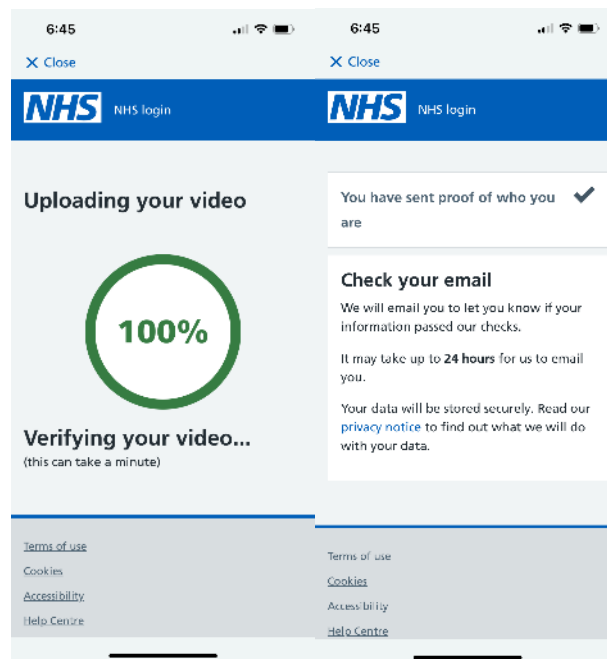 6:45
Close
NHS NHS login
Uploading your video
100%
Verifying your video...
(this can take a minute)
Terms of use
Cookies
Accessibility
Help Centre
6:45
Close
NHS NHS login
You have sent proof of who you
are
Check your email
We will email you to let you know if your
information passed our checks.
It may take up to 24 hours for us to email
you.
Your data will be stored securely. Read our
privacy notice to find out what we will do
with your data.
Terms of use
Cookies
Accessibility
Help Centre